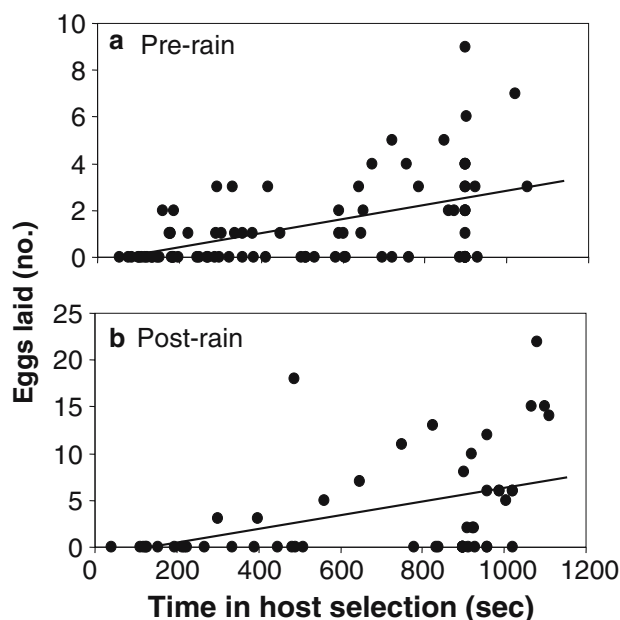 10
a Pre-rain
8
6
4
2
0
Eggs laid (no.)
25
b Post-rain
20
15
10
5
0
0 200 400 600 800 1000 1200
Time in host selection (sec)